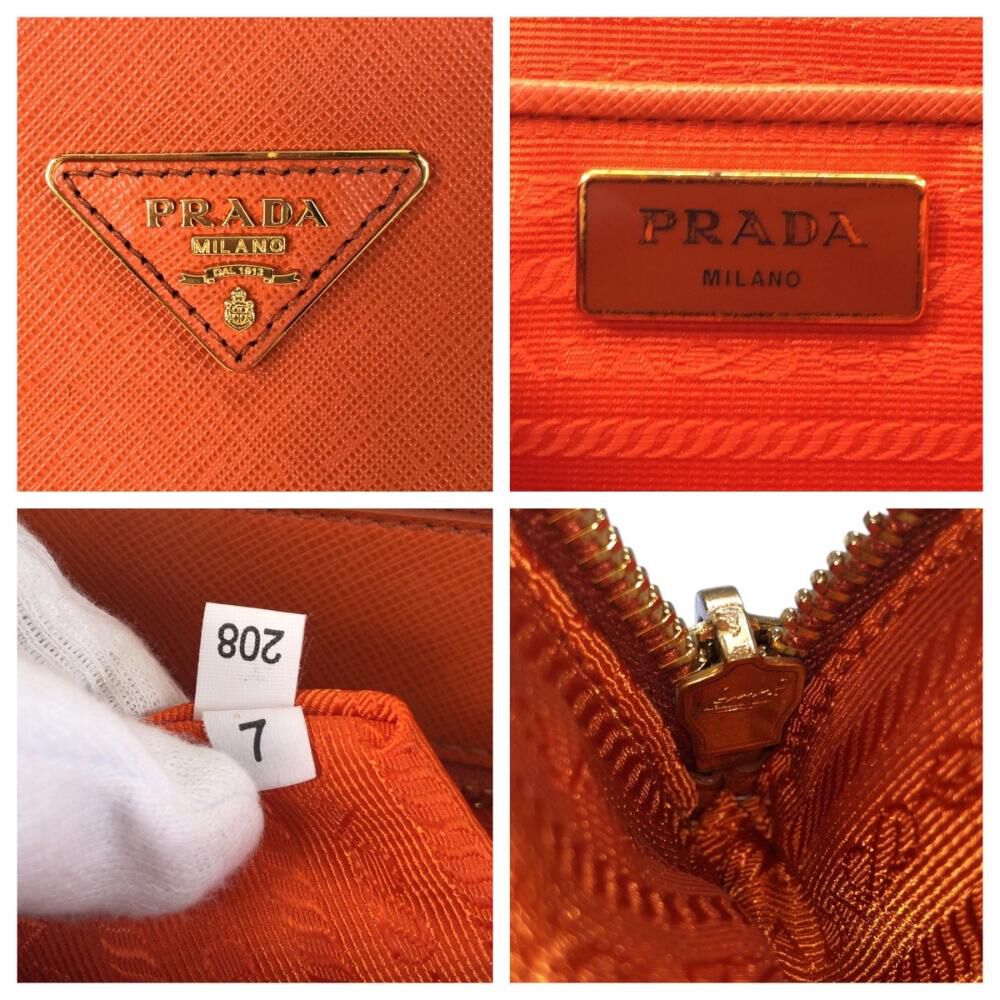 PRADA
MILANO
DAL 1913
PRADA
MILANO
208
7